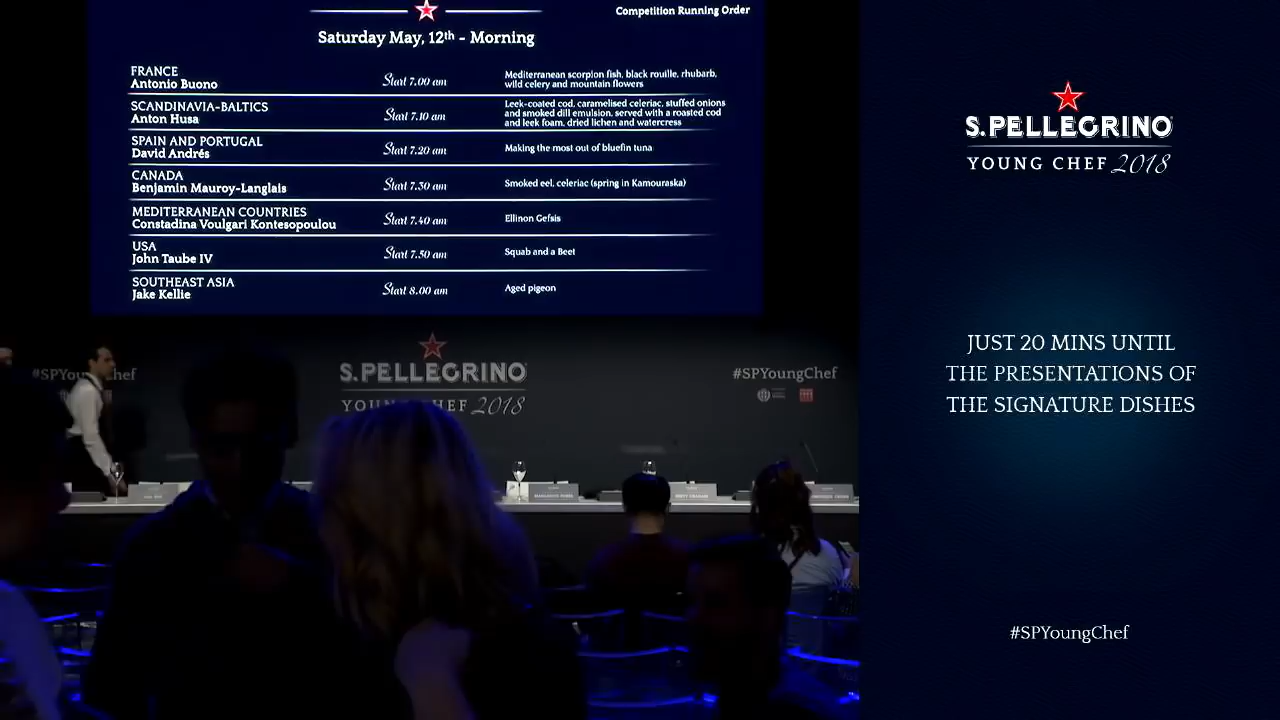 Competition Running Order
Saturday May, 12th - Morning
FRANCE
Antonio Buono
Start 7.00 am
Mediterranean scorpion fish, black rouille, rhubarb,
wild celery and mountain flowers
SCANDINAVIA-BALTICS
Anton Husa
Start 7.10 am
Leek-coated cod, caramelised celeriac, stuffed onions
and smoked dill emulsion, served with a roasted cod
and leek foam, dried lichen and watercress
SPAIN AND PORTUGAL
David Andrés
Start 7.20 am
Making the most out of bluefin tuna
CANADA
Benjamin Mauroy-Langlais
Start 7.30 am
Smoked eel, celeriac (spring in Kamouraska)
MEDITERRANEAN COUNTRIES
Constadina Voulgari Kontesopoulou
Start 7.40 am
Ellinon Gefsis
USA
John Taube IV
Start 7.50 am
Squab and a Beet
SOUTHEAST ASIA
Jake Kellie
Start 8.00 am
Aged pigeon
#SPYoungChef
S.PELLEGRINO
YOUNG CHEF 2018
#SPYoungChef
S.PELLEGRINO
YOUNG CHEF 2018
JUST 20 MINS UNTIL
THE PRESENTATIONS OF
THE SIGNATURE DISHES
#SPYoungChef